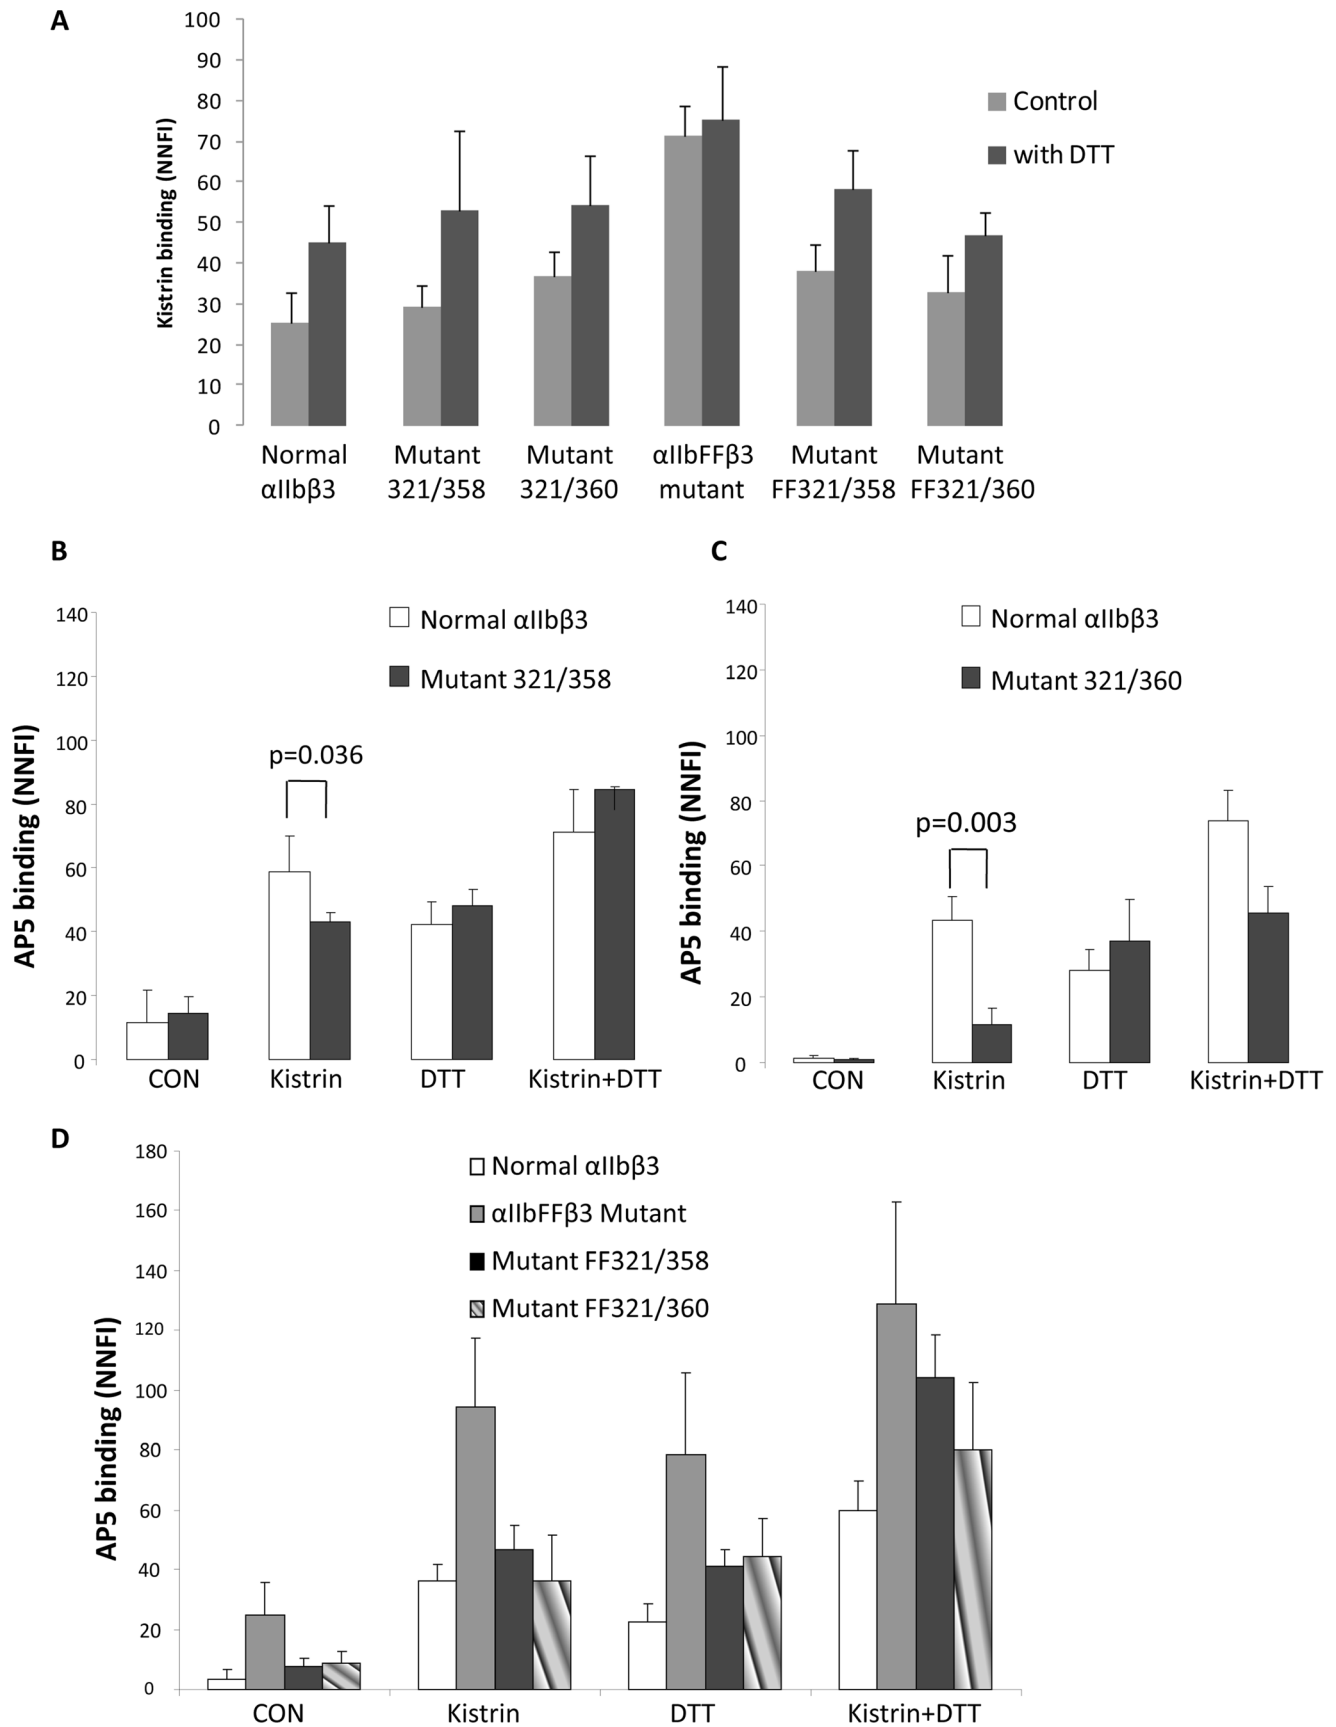 A
100
90
80
70
60
50
40
30
20
10
0
Kistrin binding (NNFI)
Control
with DTT
Normal αIIbβ3
Mutant 321/358
Mutant 321/360
αIIbFFβ3 mutant
Mutant FF321/358
Mutant FF321/360
B
140
120
100
80
60
40
20
0
AP5 binding (NNFI)
Normal αIIbβ3
Mutant 321/358
p=0.036
CON Kistrin DTT Kistrin+DTT
C
140
120
100
80
60
40
20
0
AP5 binding (NNFI)
Normal αIIbβ3
Mutant 321/360
p=0.003
CON Kistrin DTT Kistrin+DTT
D
180
160
140
120
100
80
60
40
20
0
AP5 binding (NNFI)
Normal αIIbβ3
αIIbFFβ3 Mutant
Mutant FF321/358
Mutant FF321/360
CON Kistrin DTT Kistrin+DTT